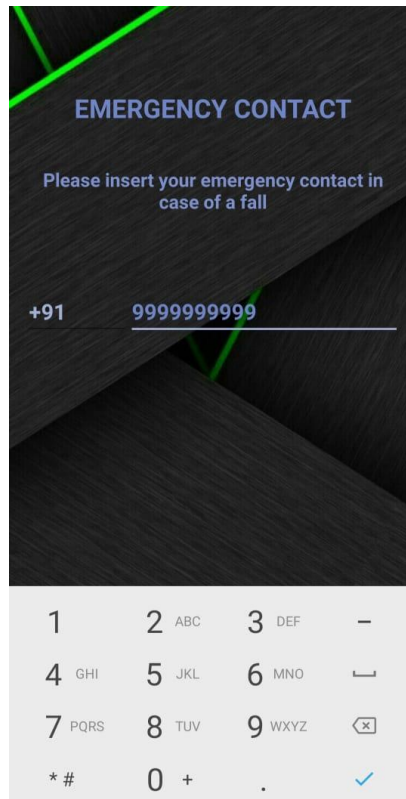 EMERGENCY CONTACT
Please insert your emergency contact in
case of a fall
+91 9999999999
1 2 ABC 3 DEF -
4 GHI 5 JKL 6 MNO
7 PQRS 8 TUV 9 WXYZ
* # 0 + .